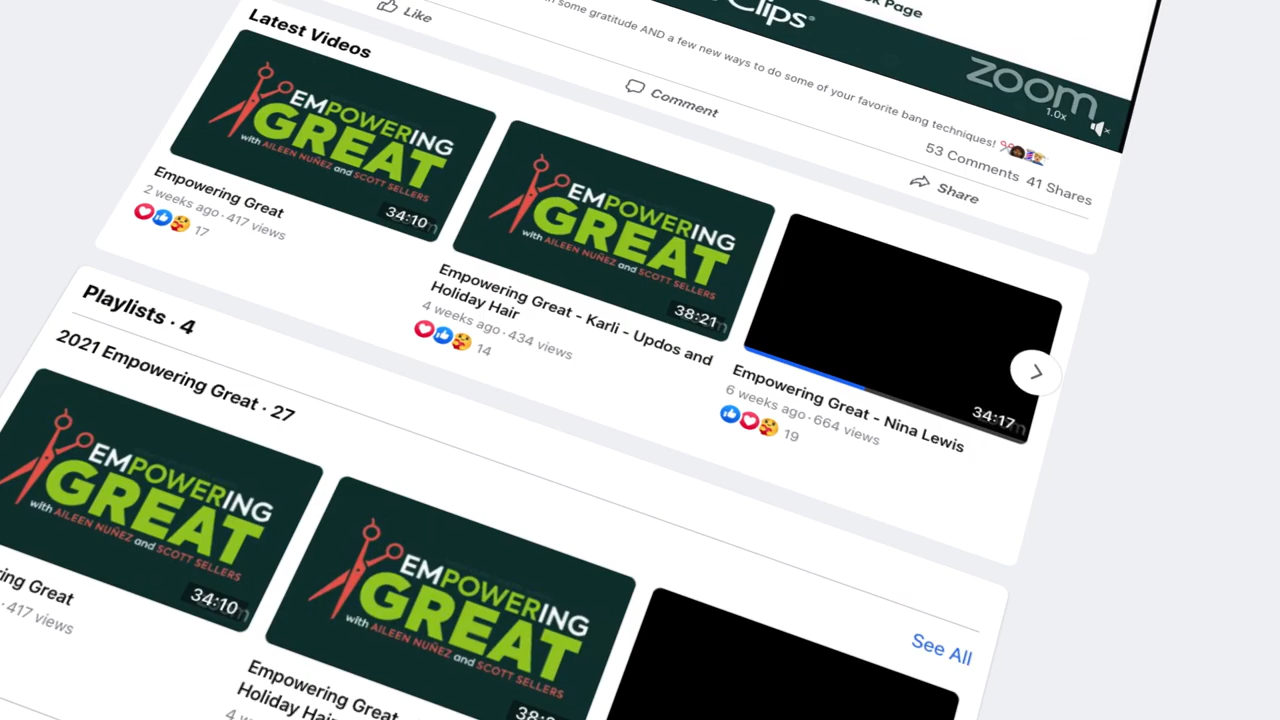 Page
Clips®
some gratitude AND a few new ways to do some of your favorite bang techniques!
zoom
1.0x
53 Comments 41 Shares
Like
Comment
Share
Latest Videos
EMPOWERING
GREAT
with AILEEN NUÑEZ and SCOTT SELLERS
34:10
Empowering Great
2 weeks ago · 417 views
17
EMPOWERING
GREAT
with AILEEN NUÑEZ and SCOTT SELLERS
38:21
Empowering Great - Karli - Updos and
Holiday Hair
4 weeks ago · 434 views
14
34:17
Empowering Great - Nina Lewis
6 weeks ago · 664 views
19
Playlists · 4
2021 Empowering Great · 27
See All
EMPOWERING
GREAT
with AILEEN NUÑEZ and SCOTT SELLERS
34:10
ring Great
· 417 views
EMPOWERING
GREAT
with AILEEN NUÑEZ and SCOTT SELLERS
Empowering Great
Holiday Hair